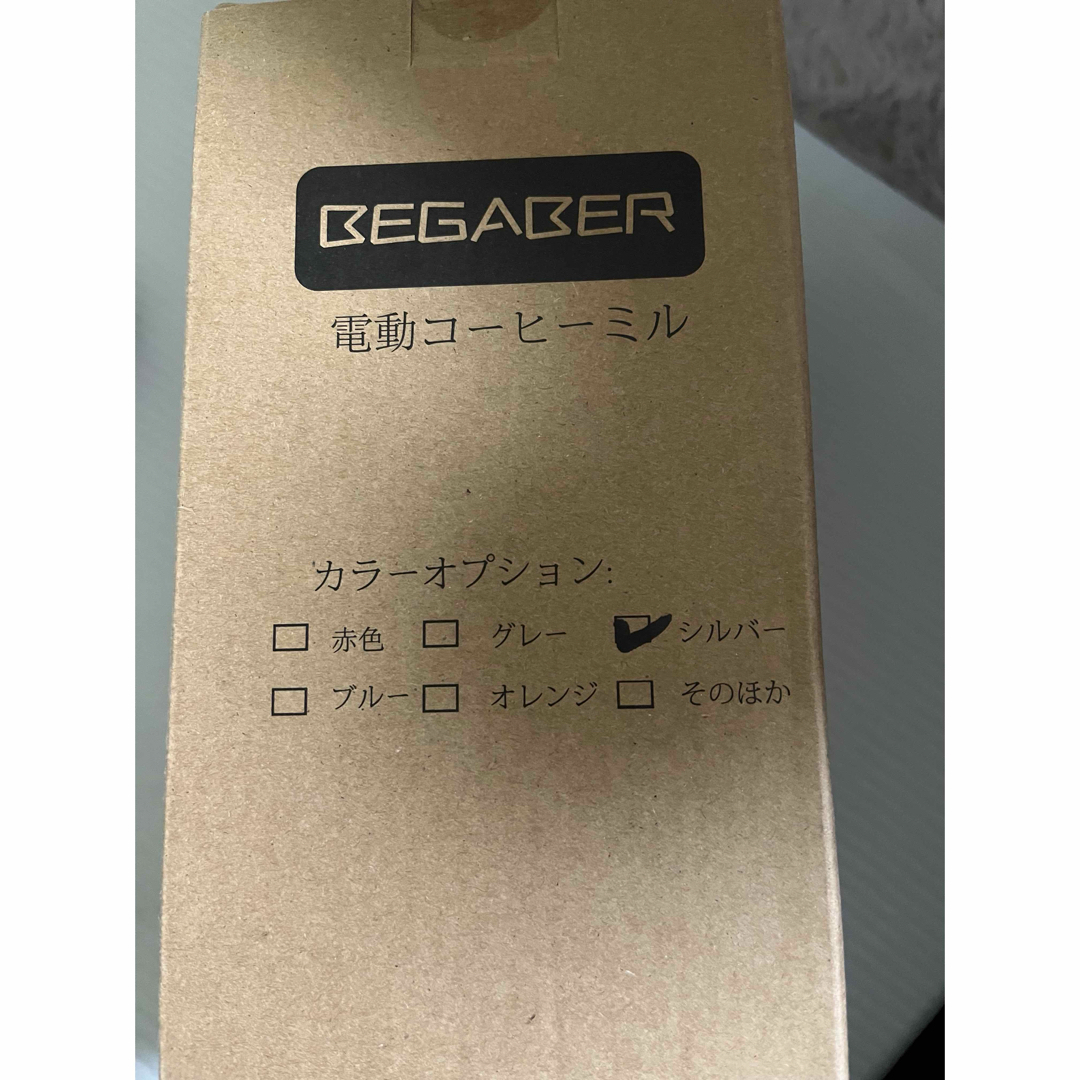 BEGABER
電動コーヒーミル
カラーオプション:
赤色 グレー シルバー
ブルー オレンジ そのほか